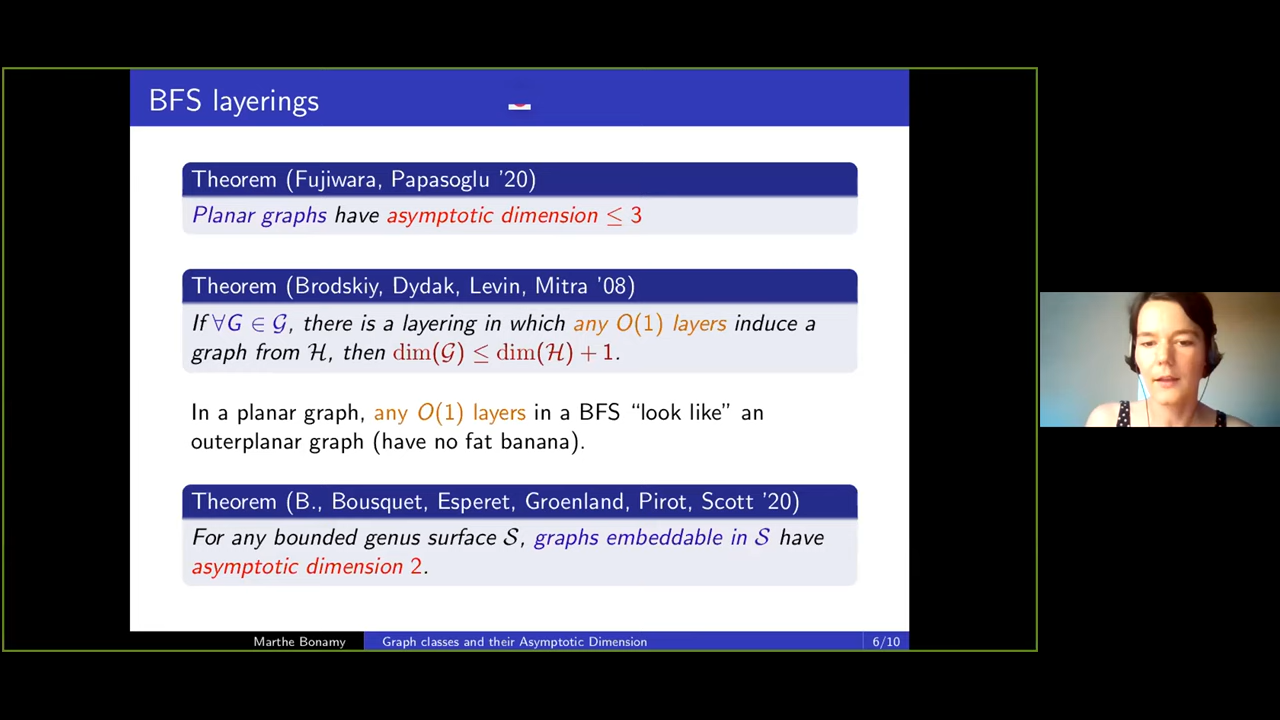 BFS layerings
Theorem (Fujiwara, Papasoglu '20)
Planar graphs have asymptotic dimension ≤ 3
Theorem (Brodskiy, Dydak, Levin, Mitra '08)
If ∀G ∈ 𝒢, there is a layering in which any O(1) layers induce a
graph from ℋ, then dim(𝒢) ≤ dim(ℋ) + 1.
In a planar graph, any O(1) layers in a BFS “look like” an
outerplanar graph (have no fat banana).
Theorem (B., Bousquet, Esperet, Groenland, Pirot, Scott '20)
For any bounded genus surface 𝒮, graphs embeddable in 𝒮 have
asymptotic dimension 2.
Marthe Bonamy Graph classes and their Asymptotic Dimension 6/10